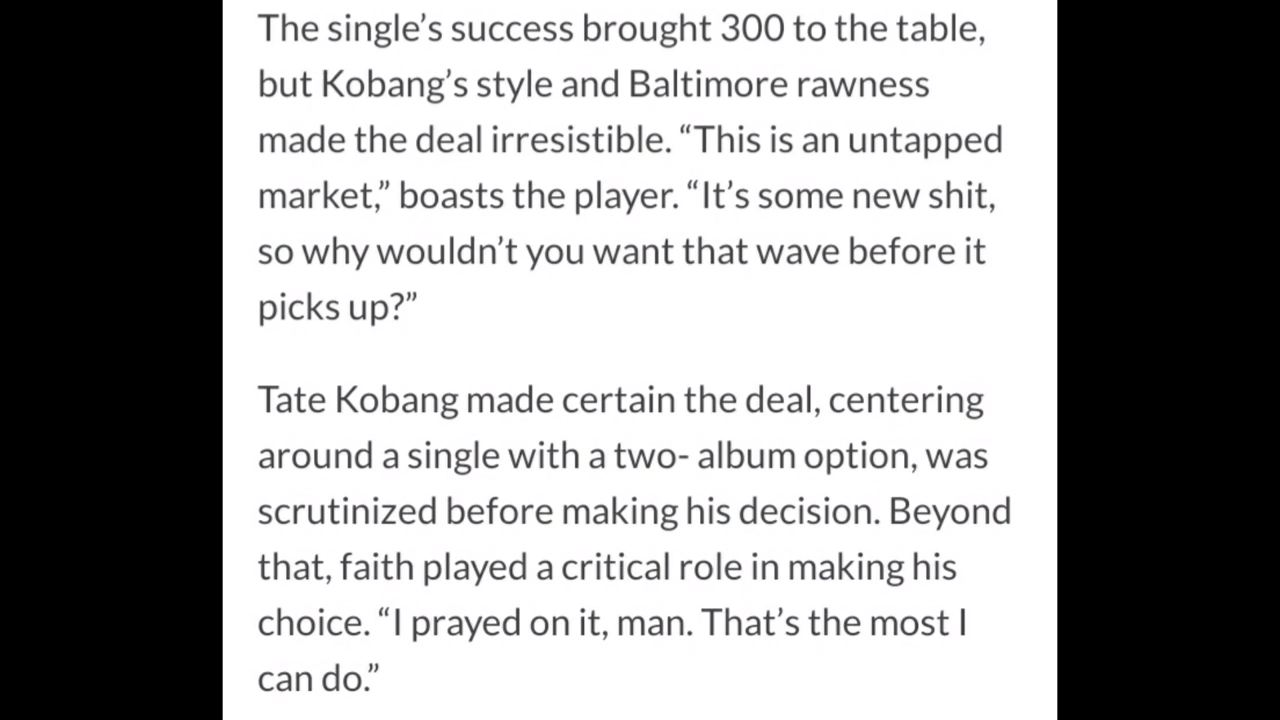 The single’s success brought 300 to the table,
but Kobang’s style and Baltimore rawness
made the deal irresistible. “This is an untapped
market,” boasts the player. “It’s some new shit,
so why wouldn’t you want that wave before it
picks up?”
Tate Kobang made certain the deal, centering
around a single with a two- album option, was
scrutinized before making his decision. Beyond
that, faith played a critical role in making his
choice. “I prayed on it, man. That’s the most I
can do.”